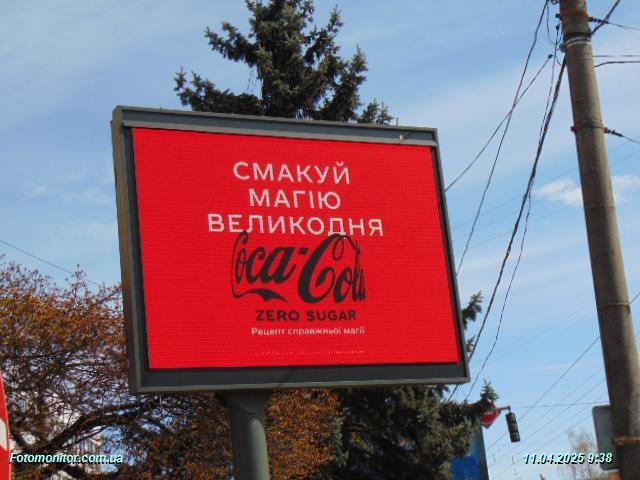 СМАКУЙ
МАГІЮ
ВЕЛИКОДНЯ
Coca-Cola
ZERO SUGAR
Рецепт справжньої магії
Fotomonitor.com.ua
11.04.2025 9:38